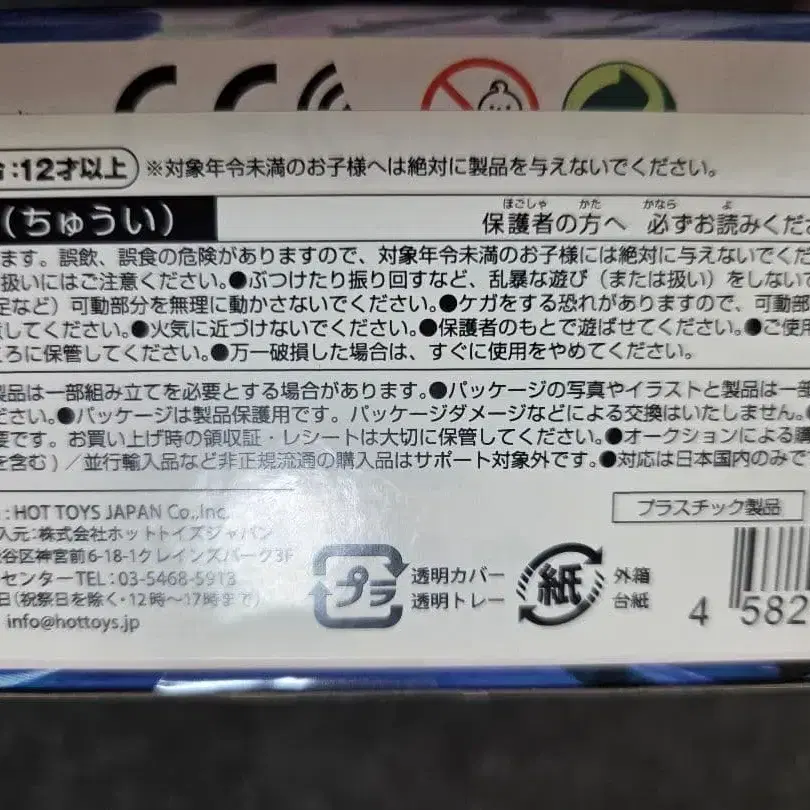 :12才以上 ※対象年令未満のお子様へは絶対に製品を与えないでください。
(ちゅうい) 保護者の方へ 必ずお読みくださ
ほごしゃ かた かなら よ
ます。誤飲、誤食の危険がありますので、対象年令未満のお子様には絶対に与えないでくだ
扱いにはご注意ください。●ぶつけたり振り回すなど、乱暴な遊び(または扱い)をしないで
足など)可動部分を無理に動かさないでください。●ケガをする恐れがありますので、可動部
してください。●火気に近づけないでください。●保護者のもとで遊ばせてください。●ご使用
ころに保管してください。●万一破損した場合は、すぐに使用をやめてください。
製品は一部組み立てを必要とする場合があります。●パッケージの写真やイラストと製品は一部
ださい。●パッケージは製品保護用です。パッケージダメージなどによる交換はいたしません。
要です。お買い上げ時の領収証・レシートは大切に保管してください。●オークションによる購
を含む)/並行輸入品など非正規流通の購入品はサポート対象外です。●対応は日本国内のみで
: HOT TOYS JAPAN Co.,Inc.
入元:株式会社ホットトイズジャパン
谷区神宮前6-18-1クレインズパーク3F
センターTEL:03-5468-5913
日(祝祭日を除く・12時〜17時まで)
info@hottoys.jp
プラスチック製品
プラ 透明カバー
透明トレー
紙 外箱
台紙
4 582